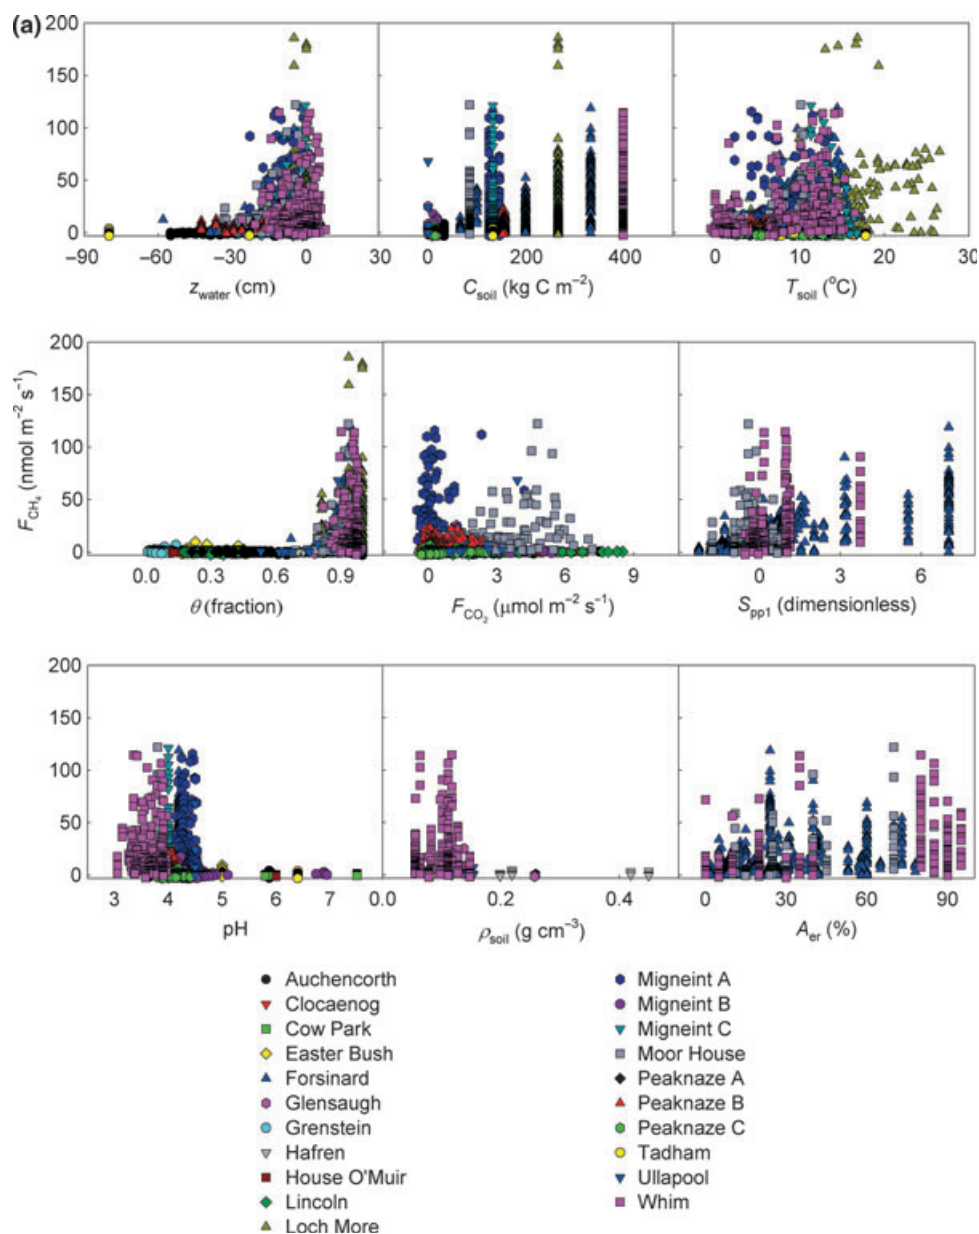 (a)
200
150
100
50
0
−90 −60 −30 0 30 0 100 200 300 400 0 10 20 30
z_water (cm) C_soil (kg C m⁻²) T_soil (°C)
F_CH₄ (nmol m⁻² s⁻¹)
200
150
100
50
0
0.0 0.3 0.6 0.9 0 3 6 9 0 3 6
θ (fraction) F_CO₂ (μmol m⁻² s⁻¹) S_pp1 (dimensionless)
200
150
100
50
0
3 4 5 6 7 0.0 0.2 0.4 0 30 60 90
pH ρ_soil (g cm⁻³) A_er (%)
Auchencorth Migneint A
Clocaenog Migneint B
Cow Park Migneint C
Easter Bush Moor House
Forsinard Peaknaze A
Glensaugh Peaknaze B
Grenstein Peaknaze C
Hafren Tadham
House O'Muir Ullapool
Lincoln Whim
Loch More